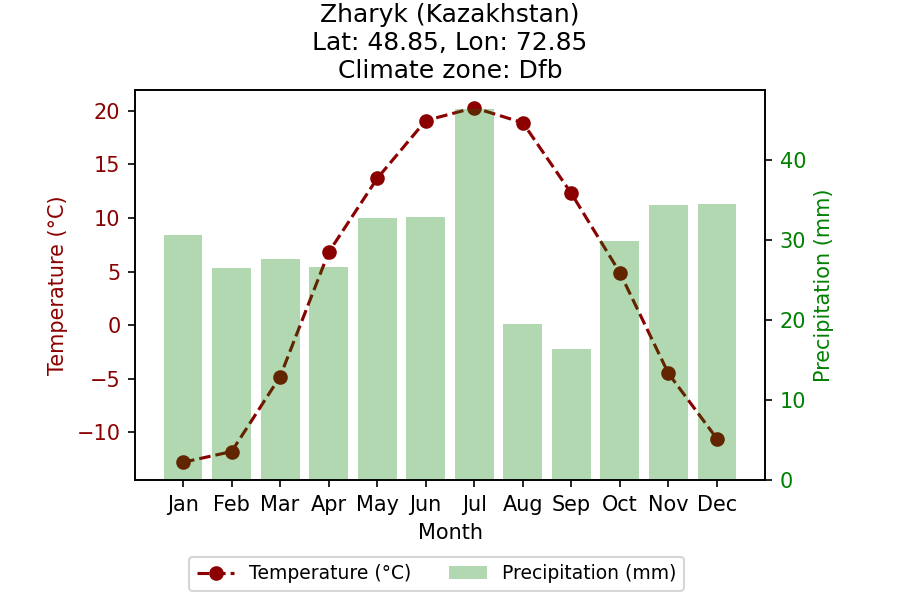 Zharyk (Kazakhstan)
Lat: 48.85, Lon: 72.85
Climate zone: Dfb
20
15
10
5
0
−5
−10
Temperature (°C)
40
30
20
10
0
Precipitation (mm)
Jan Feb Mar Apr May Jun Jul Aug Sep Oct Nov Dec
Month
Temperature (°C) Precipitation (mm)